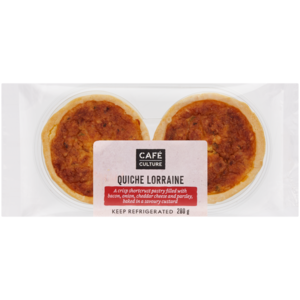 CAFÉ
CULTURE
QUICHE LORRAINE
A crisp shortcrust pastry filled with
bacon, onion, cheddar cheese and parsley,
baked in a savoury custard
KEEP REFRIGERATED 200 g